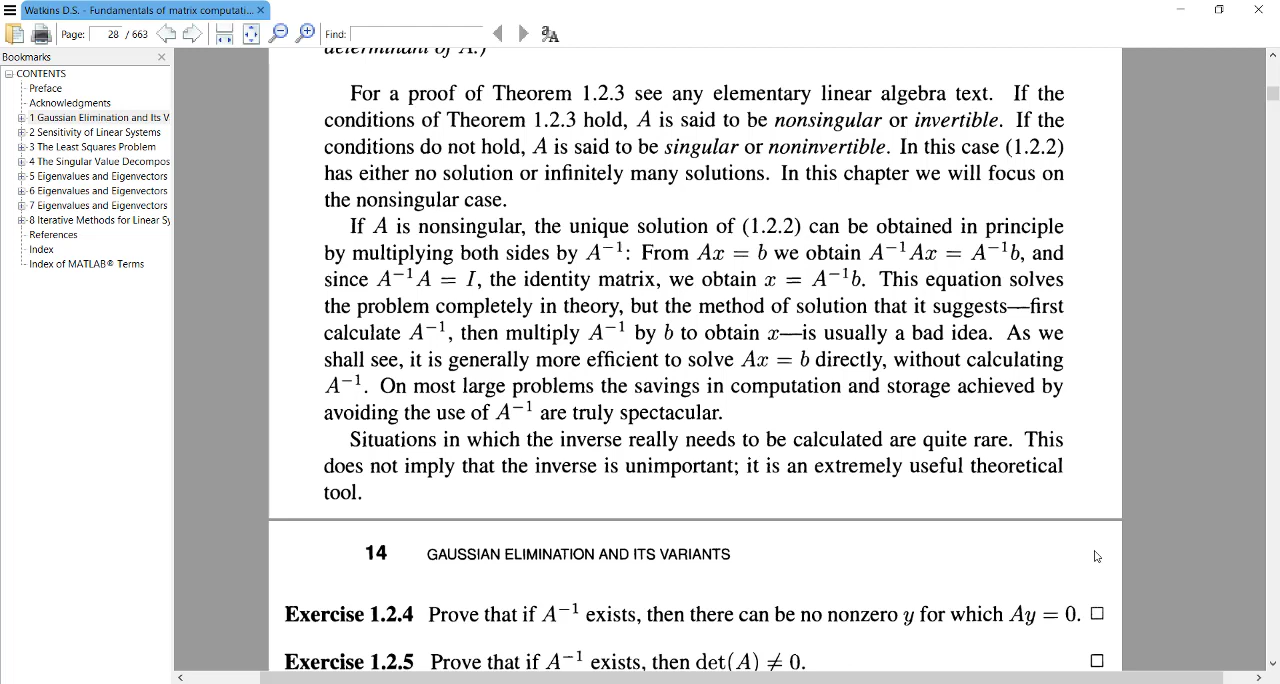 Watkins D.S. - Fundamentals of matrix computati...
Page: 28 / 663 Find:
Bookmarks
CONTENTS
Preface
Acknowledgments
1 Gaussian Elimination and Its V
2 Sensitivity of Linear Systems
3 The Least Squares Problem
4 The Singular Value Decompos
5 Eigenvalues and Eigenvectors
6 Eigenvalues and Eigenvectors
7 Eigenvalues and Eigenvectors
8 Iterative Methods for Linear Sy
References
Index
Index of MATLAB® Terms
determinant of A.)
For a proof of Theorem 1.2.3 see any elementary linear algebra text. If the
conditions of Theorem 1.2.3 hold, A is said to be nonsingular or invertible. If the
conditions do not hold, A is said to be singular or noninvertible. In this case (1.2.2)
has either no solution or infinitely many solutions. In this chapter we will focus on
the nonsingular case.
If A is nonsingular, the unique solution of (1.2.2) can be obtained in principle
by multiplying both sides by A⁻¹: From Ax = b we obtain A⁻¹Ax = A⁻¹b, and
since A⁻¹A = I, the identity matrix, we obtain x = A⁻¹b. This equation solves
the problem completely in theory, but the method of solution that it suggests—first
calculate A⁻¹, then multiply A⁻¹ by b to obtain x—is usually a bad idea. As we
shall see, it is generally more efficient to solve Ax = b directly, without calculating
A⁻¹. On most large problems the savings in computation and storage achieved by
avoiding the use of A⁻¹ are truly spectacular.
Situations in which the inverse really needs to be calculated are quite rare. This
does not imply that the inverse is unimportant; it is an extremely useful theoretical
tool.
14 GAUSSIAN ELIMINATION AND ITS VARIANTS
Exercise 1.2.4 Prove that if A⁻¹ exists, then there can be no nonzero y for which Ay = 0. □
Exercise 1.2.5 Prove that if A⁻¹ exists, then det(A) ≠ 0. □